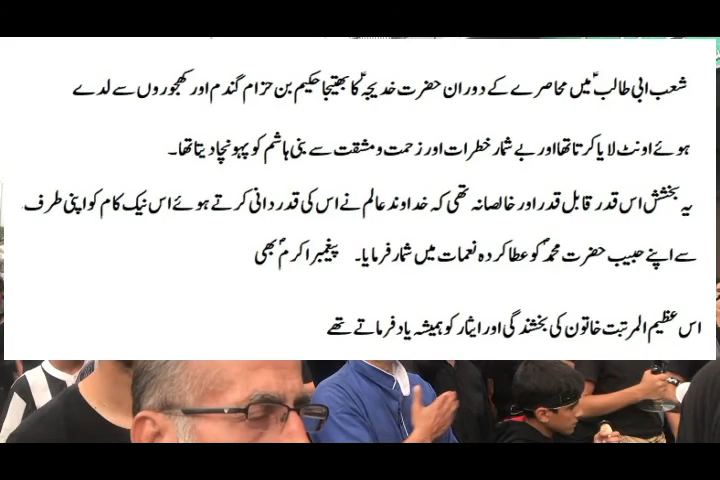 شعب ابی طالبؑ میں محاصرے کے دوران حضرت خدیجہؑ کا بھتیجا حکیم بن حزام گندم اور کھجوروں سے لدے
ہوئے اونٹ لایا کرتا تھا اور بے شمار خطرات اور زحمت و مشقت سے بنی ہاشم کو پہونچا دیتا تھا۔
یہ بخشش اس قدر قابل قدر اور خالصانہ تھی کہ خداوند عالم نے اس کی قدر دانی کرتے ہوئے اس نیک کام کو اپنی طرف
سے اپنے حبیب حضرت محمدؐ کو عطا کردہ نعمات میں شمار فرمایا۔ پیغمبر اکرمؐ بھی
اس عظیم المرتبت خاتون کی بخشندگی اور ایثار کو ہمیشہ یاد فرماتے تھے